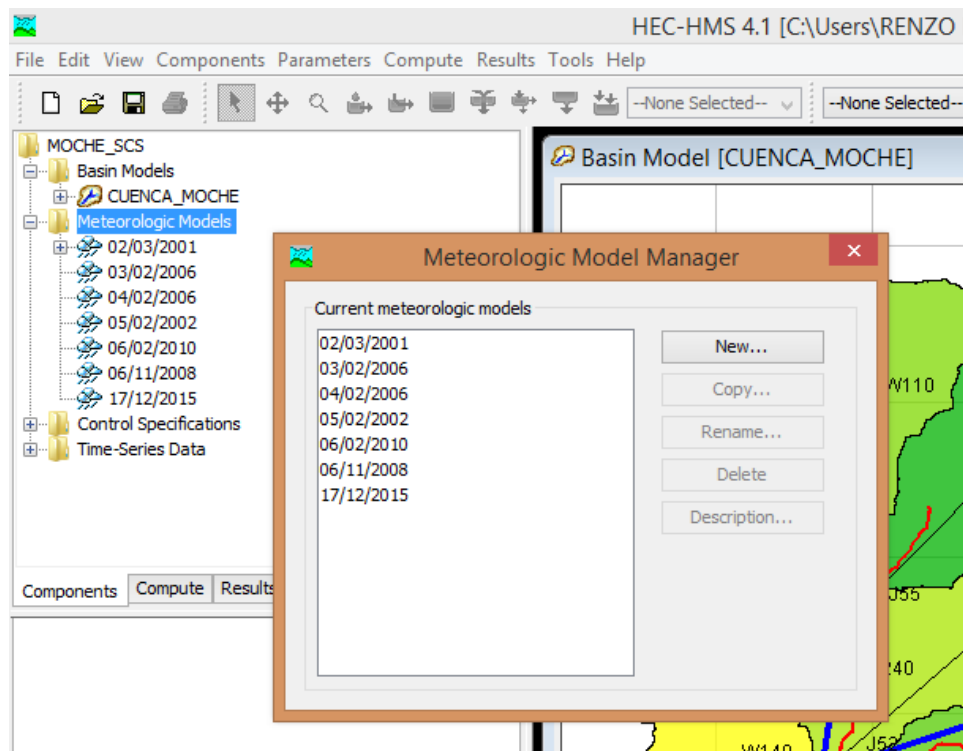 HEC-HMS 4.1 [C:\Users\RENZO
File Edit View Components Parameters Compute Results Tools Help
--None Selected-- --None Selected--
MOCHE_SCS
Basin Models
CUENCA_MOCHE
Meteorologic Models
02/03/2001
03/02/2006
04/02/2006
05/02/2002
06/02/2010
06/11/2008
17/12/2015
Control Specifications
Time-Series Data
Components Compute Results
Basin Model [CUENCA_MOCHE]
Meteorologic Model Manager
Current meteorologic models
02/03/2001
03/02/2006
04/02/2006
05/02/2002
06/02/2010
06/11/2008
17/12/2015
New...
Copy...
Rename...
Delete
Description...
W110
J55
240
W140
J52